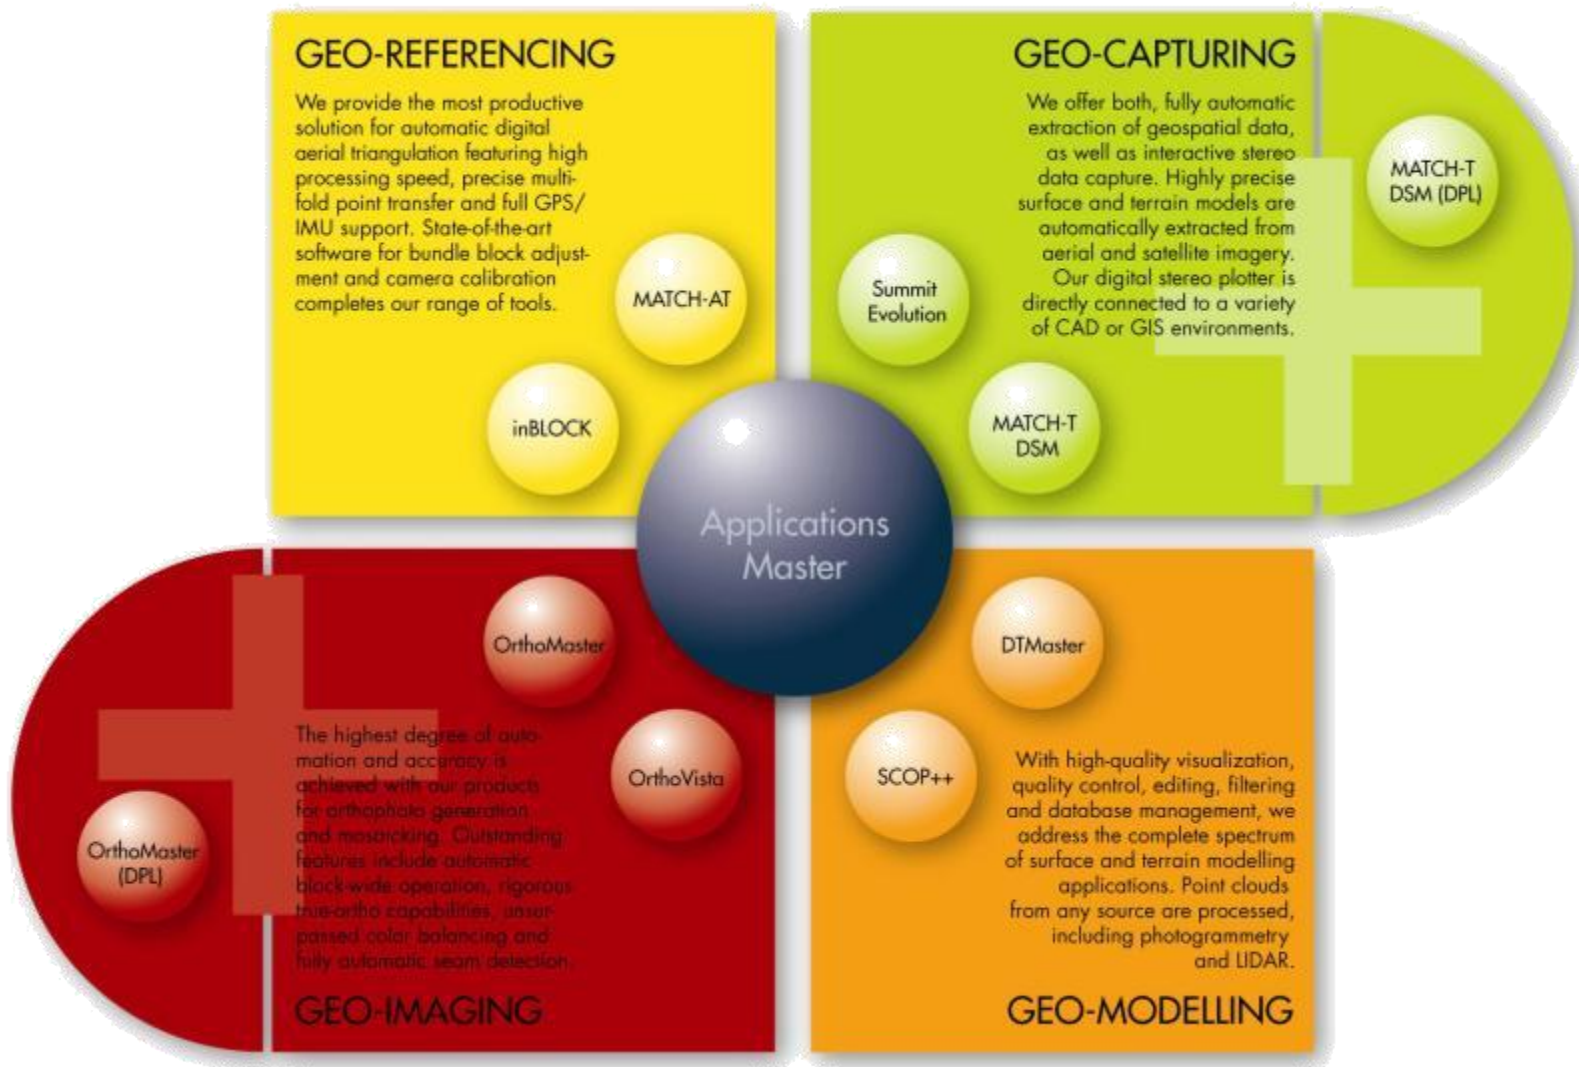 GEO-REFERENCING
We provide the most productive
solution for automatic digital
aerial triangulation featuring high
processing speed, precise multi-
fold point transfer and full GPS/
IMU support. State-of-the-art
software for bundle block adjust-
ment and camera calibration
completes our range of tools.
MATCH-AT
inBLOCK
GEO-CAPTURING
We offer both, fully automatic
extraction of geospatial data,
as well as interactive stereo
data capture. Highly precise
surface and terrain models are
automatically extracted from
aerial and satellite imagery.
Our digital stereo plotter is
directly connected to a variety
of CAD or GIS environments.
Summit
Evolution
MATCH-T
DSM
MATCH-T
DSM (DPL)
Applications
Master
OrthoMaster
OrthoVista
OrthoMaster
(DPL)
The highest degree of auto-
mation and accuracy is
achieved with our products
for orthophoto generation
and mosaicking. Outstanding
features include automatic
block-wide operation, rigorous
true-ortho capabilities, unsur-
passed color balancing and
fully automatic seam detection.
GEO-IMAGING
DTMaster
SCOP++
With high-quality visualization,
quality control, editing, filtering
and database management, we
address the complete spectrum
of surface and terrain modelling
applications. Point clouds
from any source are processed,
including photogrammetry
and LIDAR.
GEO-MODELLING